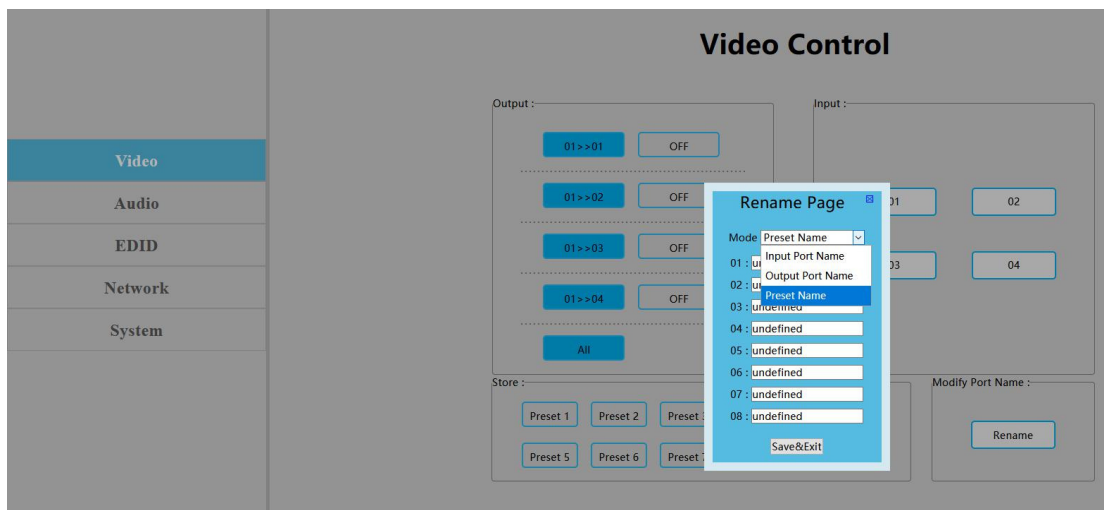 Video Control
Video
Audio
EDID
Network
System
Output :
01>>01 OFF
01>>02 OFF
01>>03 OFF
01>>04 OFF
All
Input :
01 02
03 04
Rename Page
Mode Preset Name
Input Port Name
Output Port Name
Preset Name
01 :
02 :
03 : undefined
04 : undefined
05 : undefined
06 : undefined
07 : undefined
08 : undefined
Save&Exit
Store :
Preset 1 Preset 2 Preset
Preset 5 Preset 6 Preset
Modify Port Name :
Rename